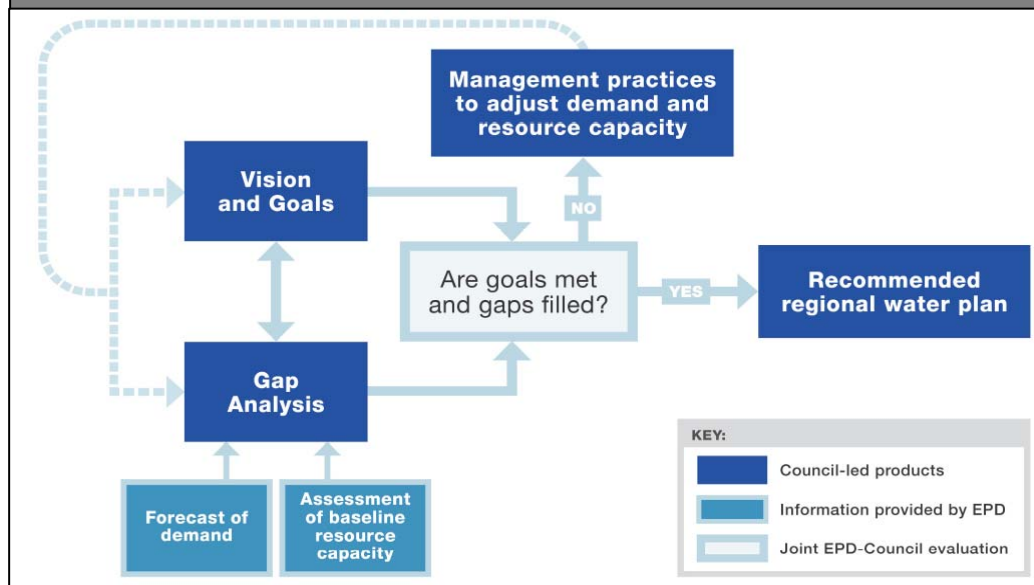 Management practices
to adjust demand and
resource capacity
Vision
and Goals
NO
Are goals met
and gaps filled?
YES
Recommended
regional water plan
Gap
Analysis
Forecast of
demand
Assessment
of baseline
resource
capacity
KEY:
Council-led products
Information provided by EPD
Joint EPD-Council evaluation